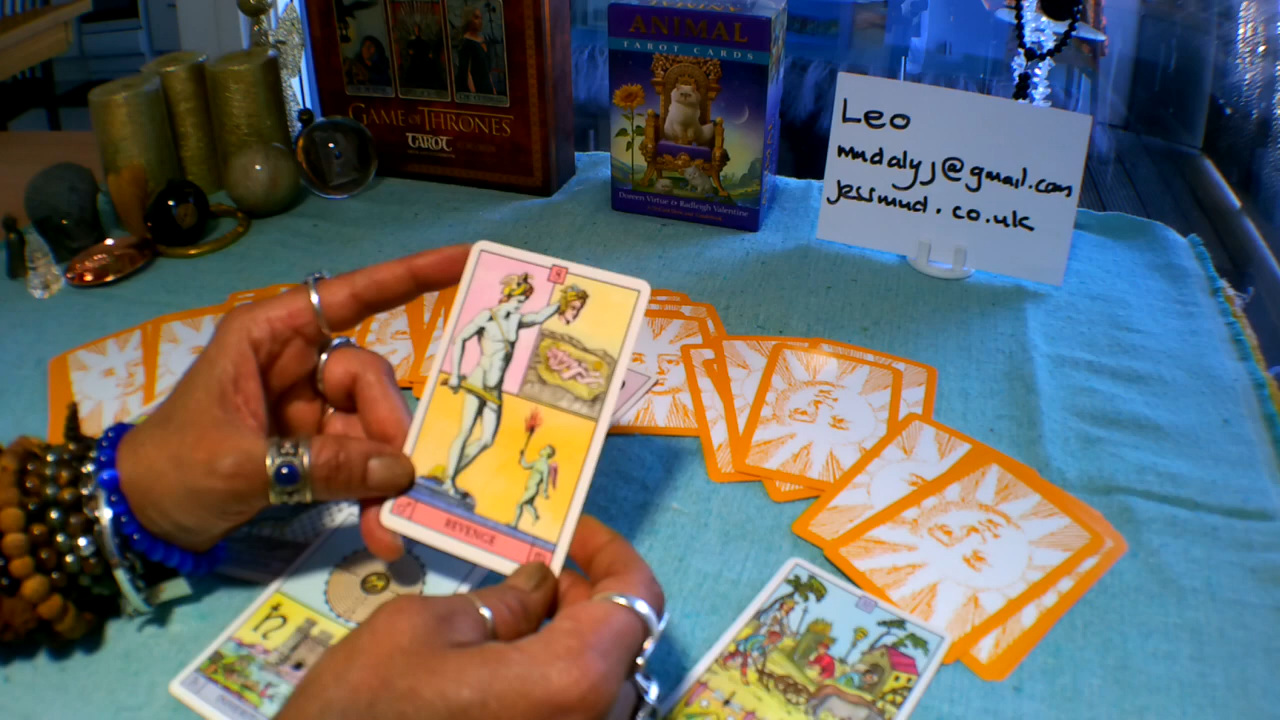 GAME OF THRONES
TAROT
ANIMAL
TAROT CARDS
Doreen Virtue & Radleigh Valentine
Leo
mudalyj@gmail.com
jessmud.co.uk
8
REVENGE